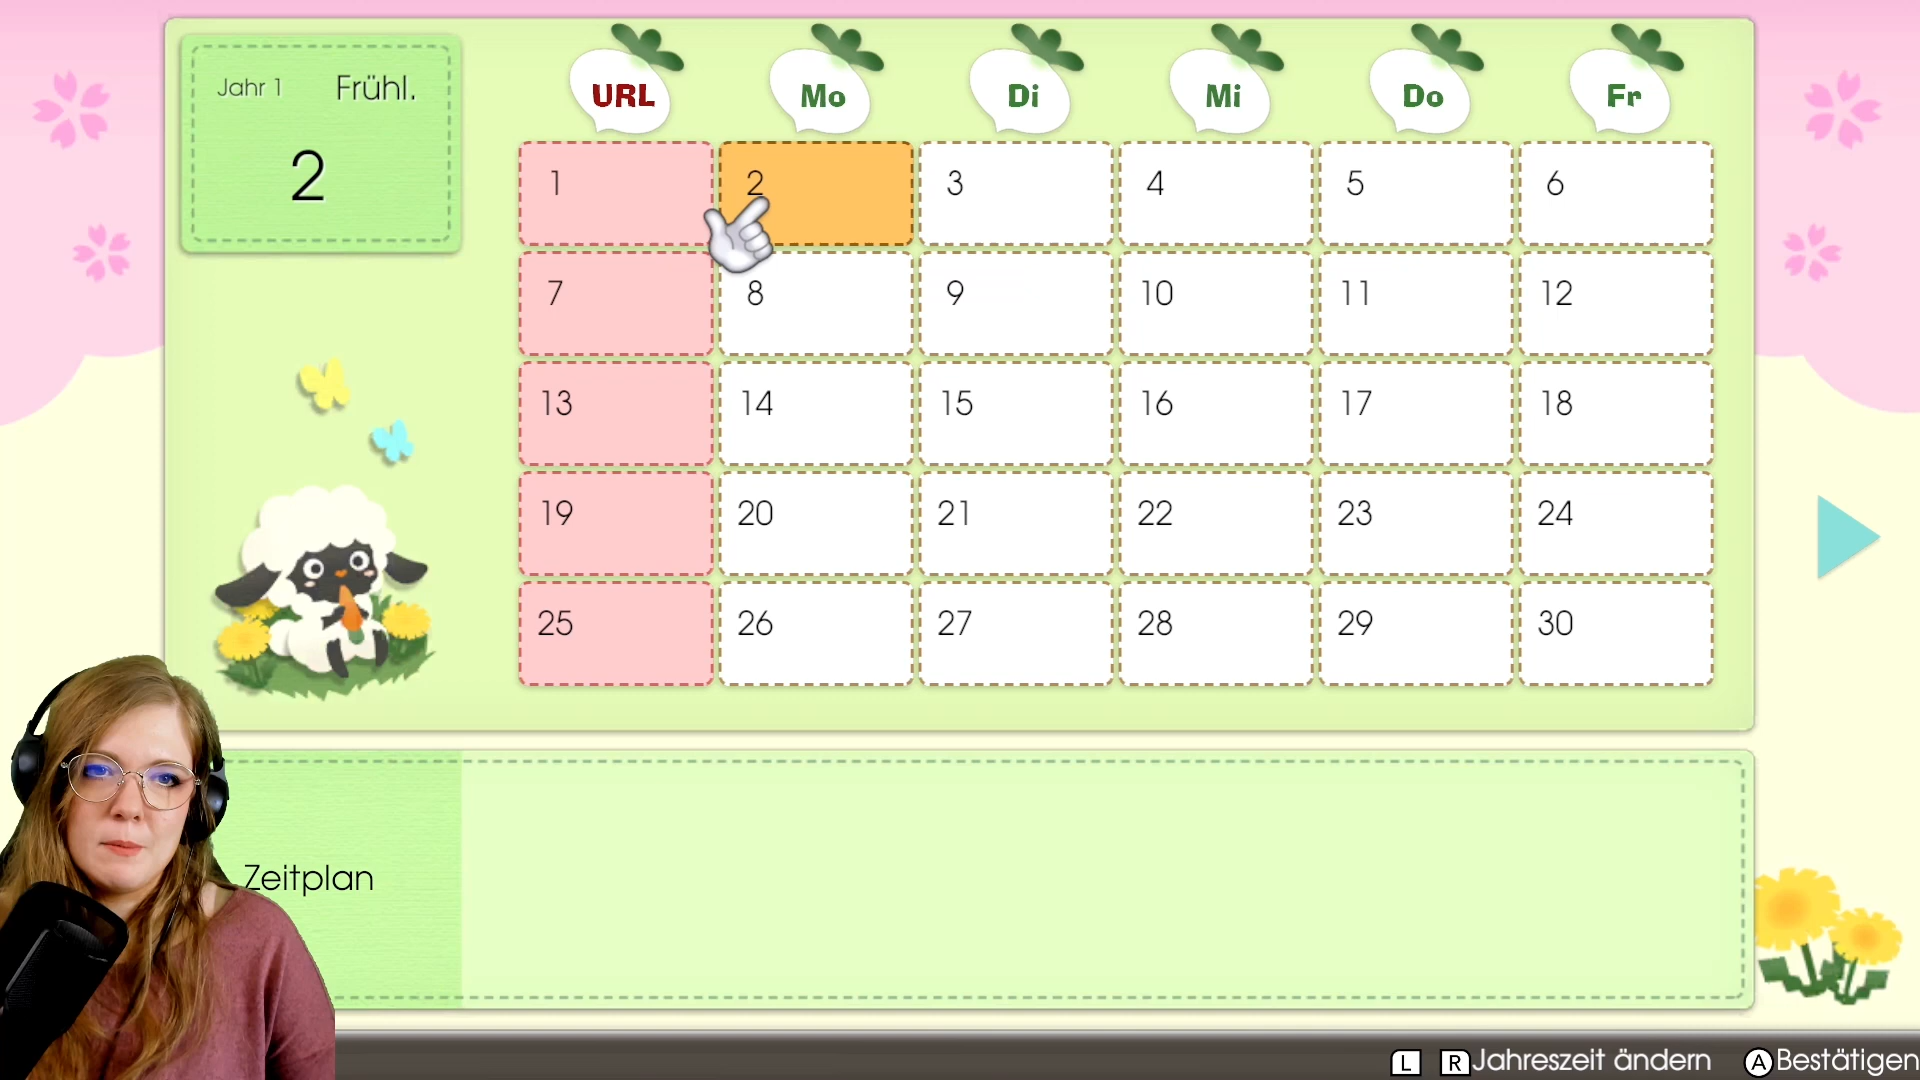 Jahr 1 Frühl.
2
URL Mo Di Mi Do Fr
1 2 3 4 5 6
7 8 9 10 11 12
13 14 15 16 17 18
19 20 21 22 23 24
25 26 27 28 29 30
Zeitplan
L R Jahreszeit ändern A Bestätigen